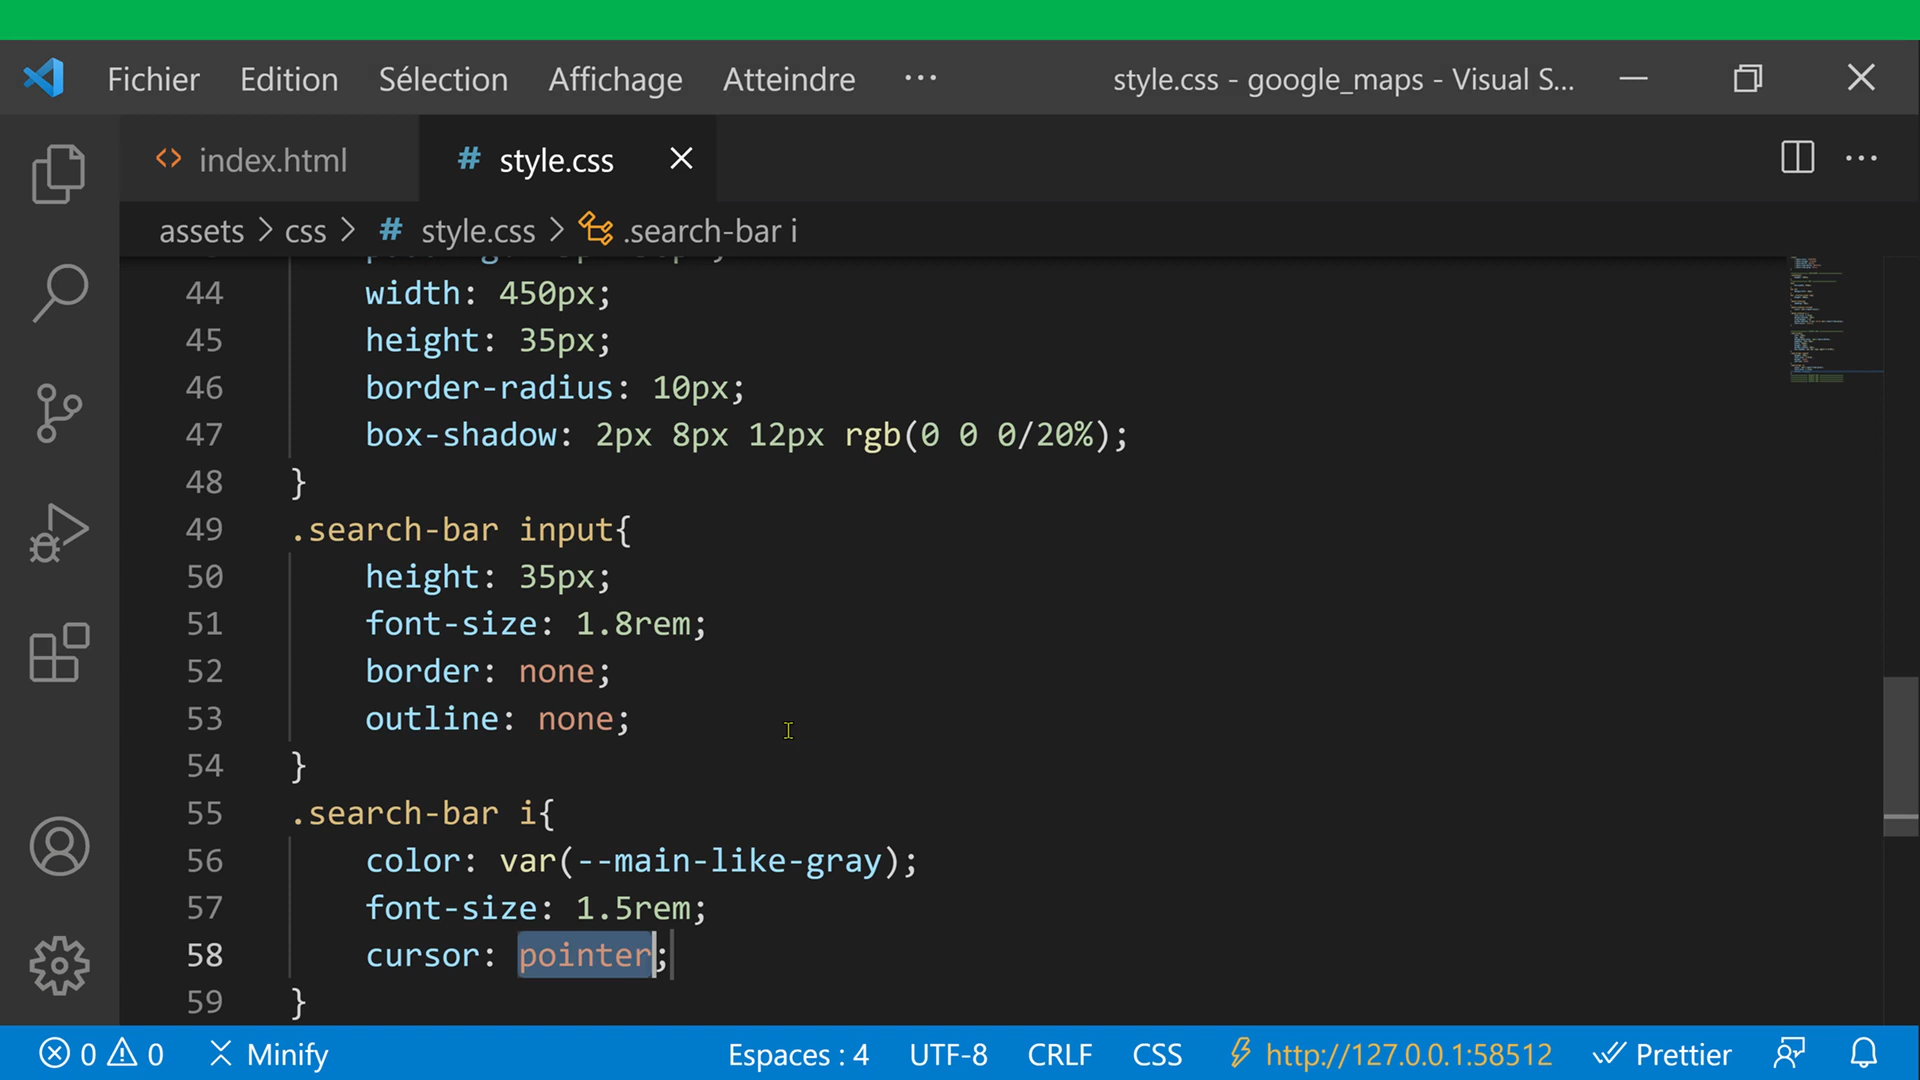 Fichier Edition Sélection Affichage Atteindre ··· style.css - google_maps - Visual S...
<> index.html # style.css
assets > css > # style.css > .search-bar i
44 width: 450px;
45 height: 35px;
46 border-radius: 10px;
47 box-shadow: 2px 8px 12px rgb(0 0 0/20%);
48 }
49 .search-bar input{
50 height: 35px;
51 font-size: 1.8rem;
52 border: none;
53 outline: none;
54 }
55 .search-bar i{
56 color: var(--main-like-gray);
57 font-size: 1.5rem;
58 cursor: pointer;
59 }
0 0 Minify Espaces : 4 UTF-8 CRLF CSS http://127.0.0.1:58512 Prettier